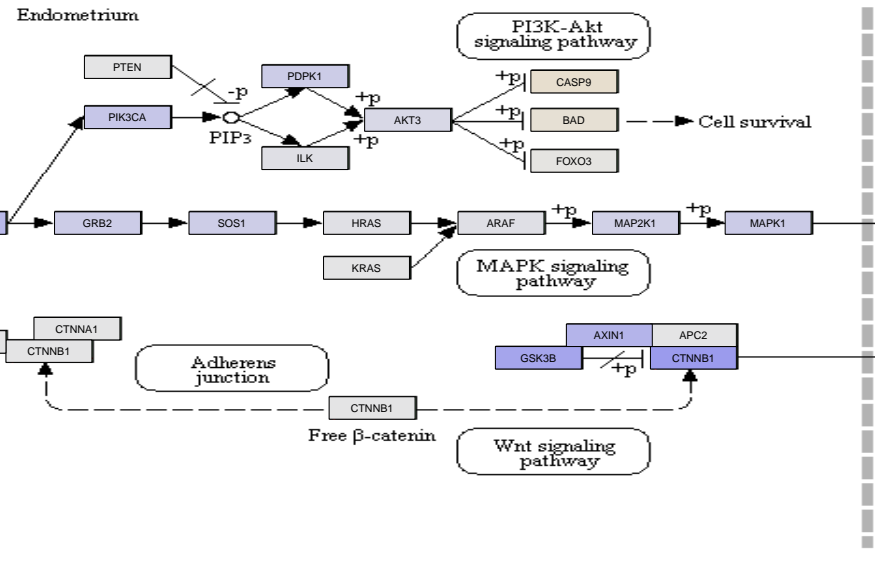 Endometrium
PI3K-Akt
signaling pathway
PTEN
PDPK1
CASP9
-p
+p
+p
PIK3CA
AKT3
+p
BAD
Cell survival
PIP3
+p
+p
ILK
FOXO3
GRB2
SOS1
HRAS
ARAF
+p
MAP2K1
+p
MAPK1
KRAS
MAPK signaling
pathway
CTNNA1
CTNNB1
AXIN1
APC2
GSK3B
+p
CTNNB1
Adherens
junction
CTNNB1
Free β-catenin
Wnt signaling
pathway